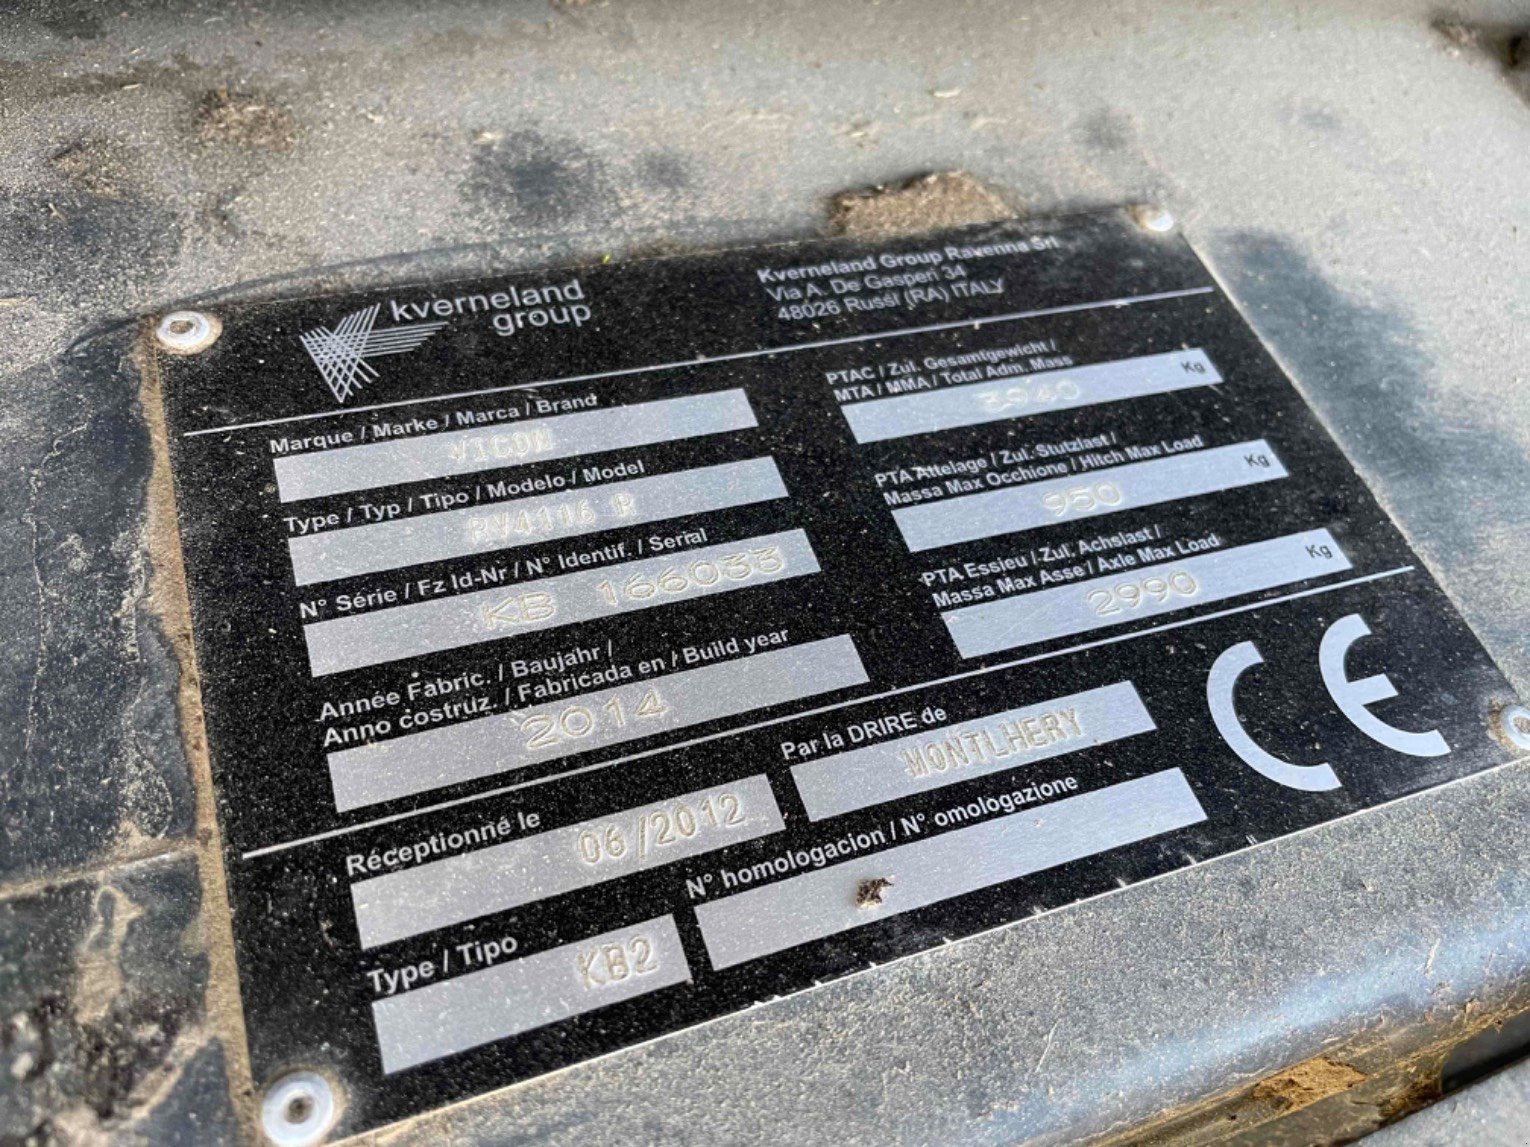 kverneland
group
Kverneland Group Ravenna Srl
Via A. De Gasperi 34
48026 Russi (RA) ITALY
Marque / Marke / Marca / Brand
VICON
Type / Typ / Tipo / Modelo / Model
RV4116 R
N° Série / Fz Id-Nr / N° Identif. / Serial
KB 166033
Année Fabric. / Baujahr /
Anno costruz. / Fabricada en / Build year
2014
PTAC / Zul. Gesamtgewicht /
MTA / MMA / Total Adm. Mass
3940 Kg
PTA Attelage / Zul. Stutzlast /
Massa Max Occhione / Hitch Max Load
950 Kg
PTA Essieu / Zul. Achslast /
Massa Max Asse / Axle Max Load
2990 Kg
Réceptionné le
06/2012
Par la DRIRE de
MONTLHERY
Type / Tipo
KB2
N° homologacion / N° omologazione
CE